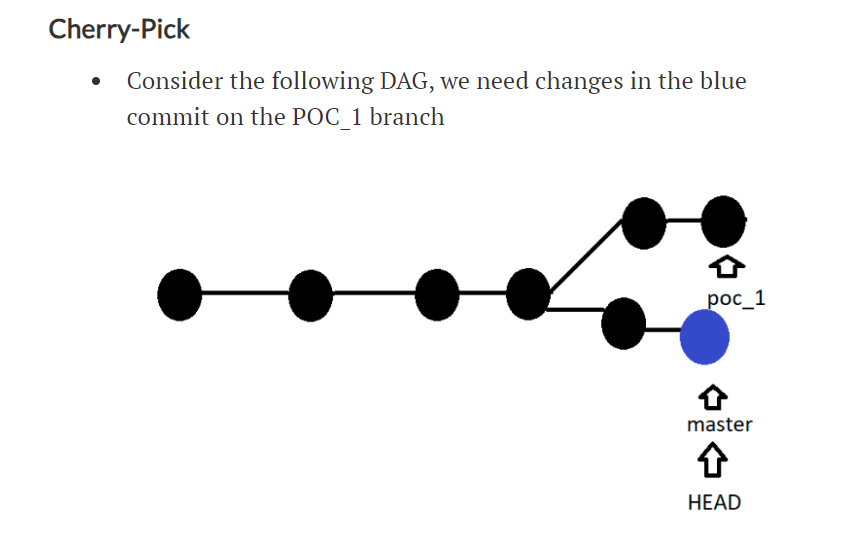 Cherry-Pick
• Consider the following DAG, we need changes in the blue
commit on the POC_1 branch
poc_1
master
HEAD